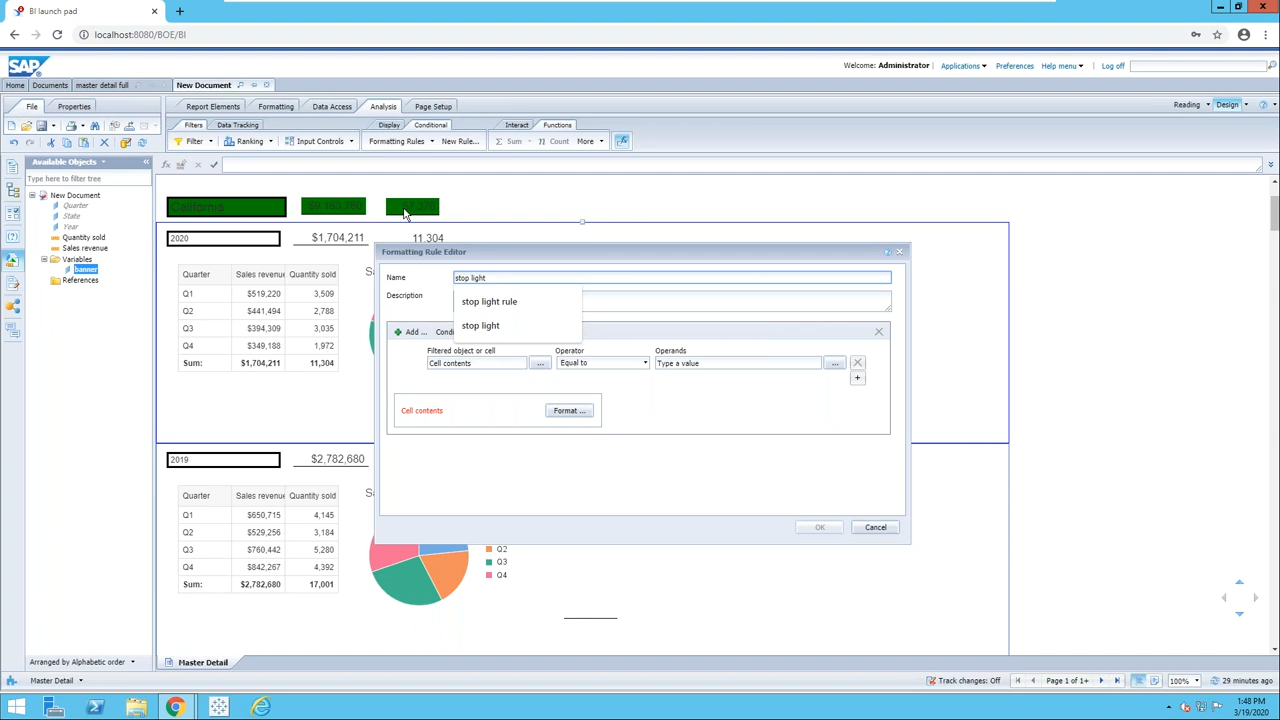 BI launch pad
localhost:8080/BOE/BI
SAP
Welcome: Administrator
Applications
Preferences
Help menu
Log off
Home
Documents
master detail full
New Document
File
Properties
Report Elements
Formatting
Data Access
Analysis
Page Setup
Reading
Design
Filters
Data Tracking
Display
Conditional
Interact
Functions
Filter
Ranking
Input Controls
Formatting Rules
New Rule...
Sum
Count
More
Available Objects
Type here to filter tree
New Document
Quarter
State
Year
Quantity sold
Sales revenue
Variables
banner
References
California
2020 $1,704,211 11,304
Quarter Sales revenue Quantity sold
Q1 $519,220 3,509
Q2 $441,494 2,788
Q3 $394,309 3,035
Q4 $349,188 1,972
Sum: $1,704,211 11,304
Formatting Rule Editor
Name stop light
Description
stop light rule
stop light
Add ...
Filtered object or cell Operator Operands
Cell contents ... Equal to Type a value ...
Cell contents Format ...
OK Cancel
2019 $2,782,680
Quarter Sales revenue Quantity sold
Q1 $650,715 4,145
Q2 $529,256 3,184
Q3 $760,442 5,280
Q4 $842,267 4,392
Sum: $2,782,680 17,001
Q2
Q3
Q4
Arranged by Alphabetic order
Master Detail
Master Detail
Track changes: Off
Page 1 of 1+
100%
29 minutes ago
1:48 PM
3/19/2020